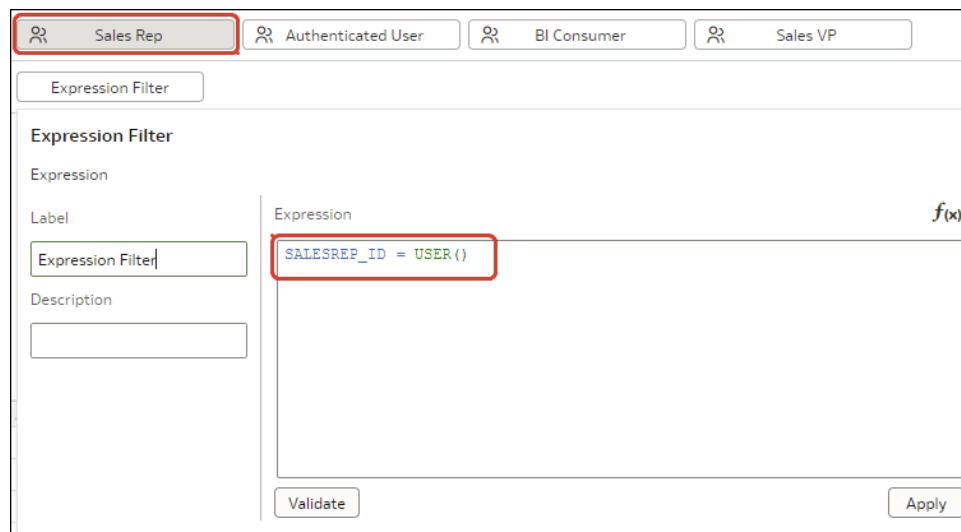 Sales Rep Authenticated User BI Consumer Sales VP
Expression Filter
Expression Filter
Expression
Label
Expression Filter
Description
Expression
f(x)
SALESREP_ID = USER()
Validate
Apply